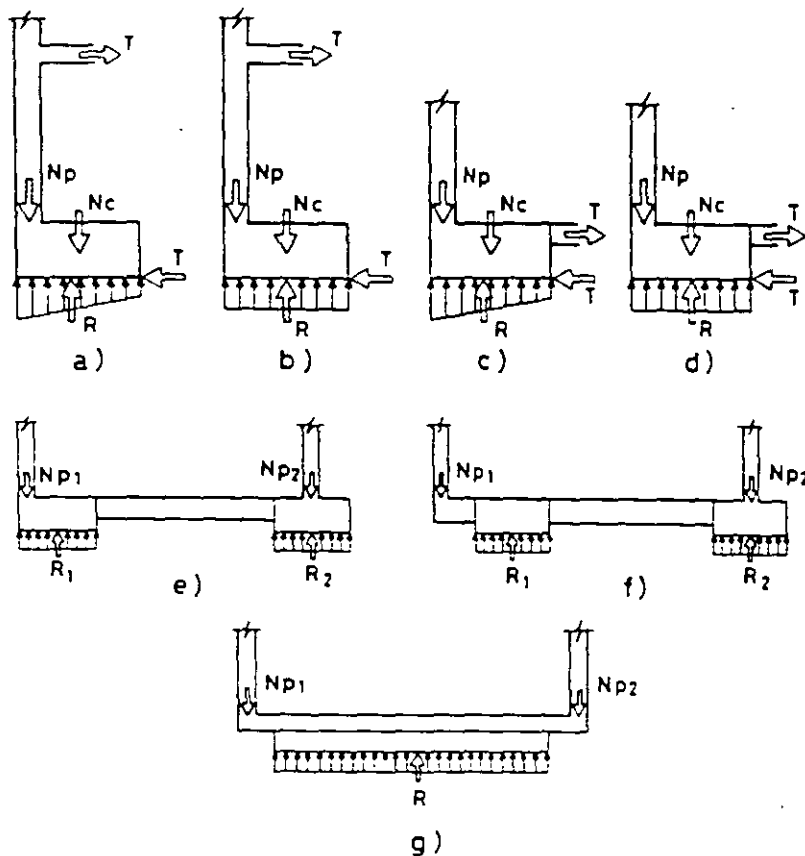 T T
Np Np
Nc Nc
T T
R R
a) b)
Np Np
Nc Nc
T T
T T
R R
c) d)
Np1 Np2 Np1 Np2
R1 R2 R1 R2
e) f)
Np1 Np2
R
g)